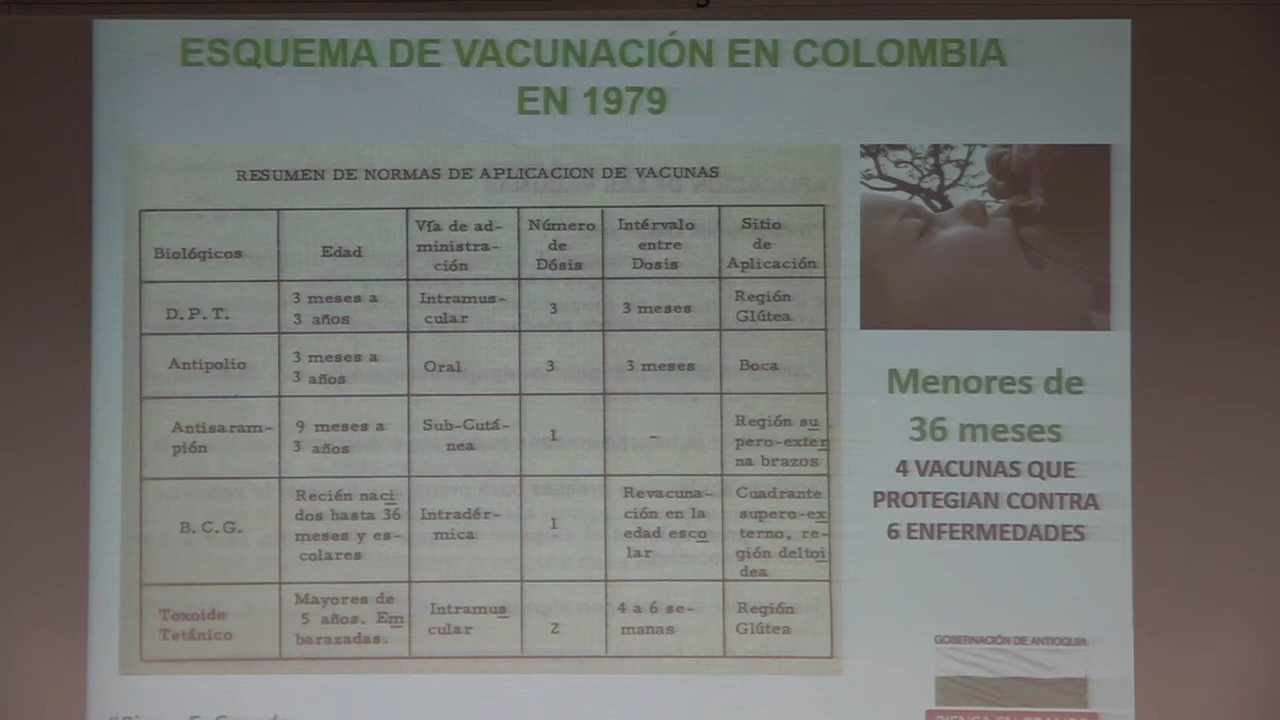 ESQUEMA DE VACUNACIÓN EN COLOMBIA
EN 1979
RESUMEN DE NORMAS DE APLICACION DE VACUNAS
Biológicos
Edad
Vía de ad-
ministra-
ción
Número
de
Dósis
Intérvalo
entre
Dosis
Sitio
de
Aplicación
D.P.T.
3 meses a
3 años
Intramus-
cular
3
3 meses
Región
Glútea
Antipolio
3 meses a
3 años
Oral
3
3 meses
Boca
Antisaram-
pión
9 meses a
3 años
Sub-Cutá-
nea
1
-
Región su
pero-exter
na brazos
B.C.G.
Recién naci
dos hasta 36
meses y es-
colares
Intradér-
mica
1
Revacuna-
ción en la
edad esco
lar
Cuadrante
supero-ex
terno, re-
gión deltoi
dea
Toxoide
Tetánico
Mayores de
5 años. Em
barazadas.
Intramus
cular
2
4 a 6 se-
manas
Región
Glútea
Menores de
36 meses
4 VACUNAS QUE
PROTEGIAN CONTRA
6 ENFERMEDADES
GOBERNACIÓN DE ANTIOQUIA